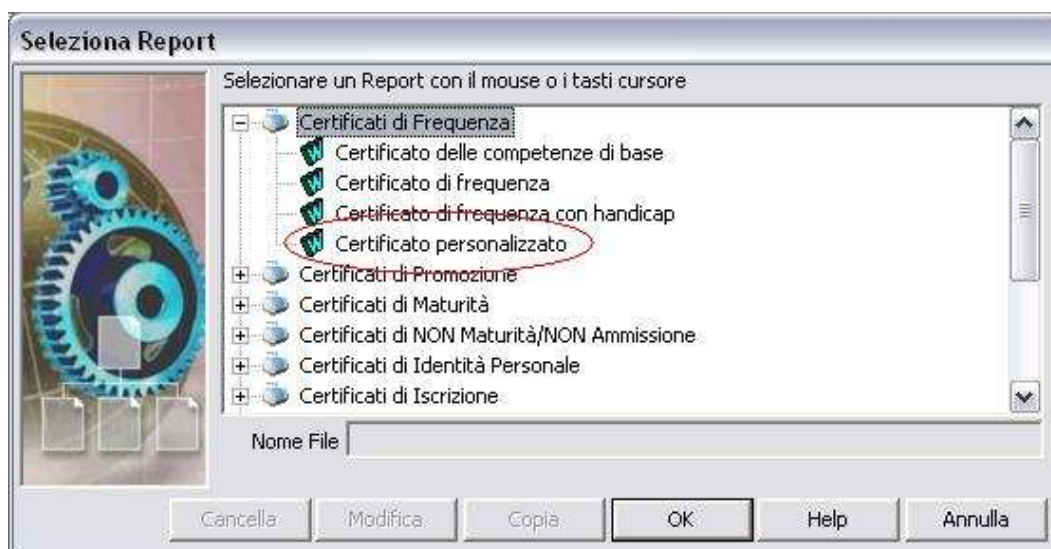 Seleziona Report
Selezionare un Report con il mouse o i tasti cursore
Certificati di Frequenza
Certificato delle competenze di base
Certificato di frequenza
Certificato di frequenza con handicap
Certificato personalizzato
Certificati di Promozione
Certificati di Maturità
Certificati di NON Maturità/NON Ammissione
Certificati di Identità Personale
Certificati di Iscrizione
Nome File
Cancella Modifica Copia OK Help Annulla